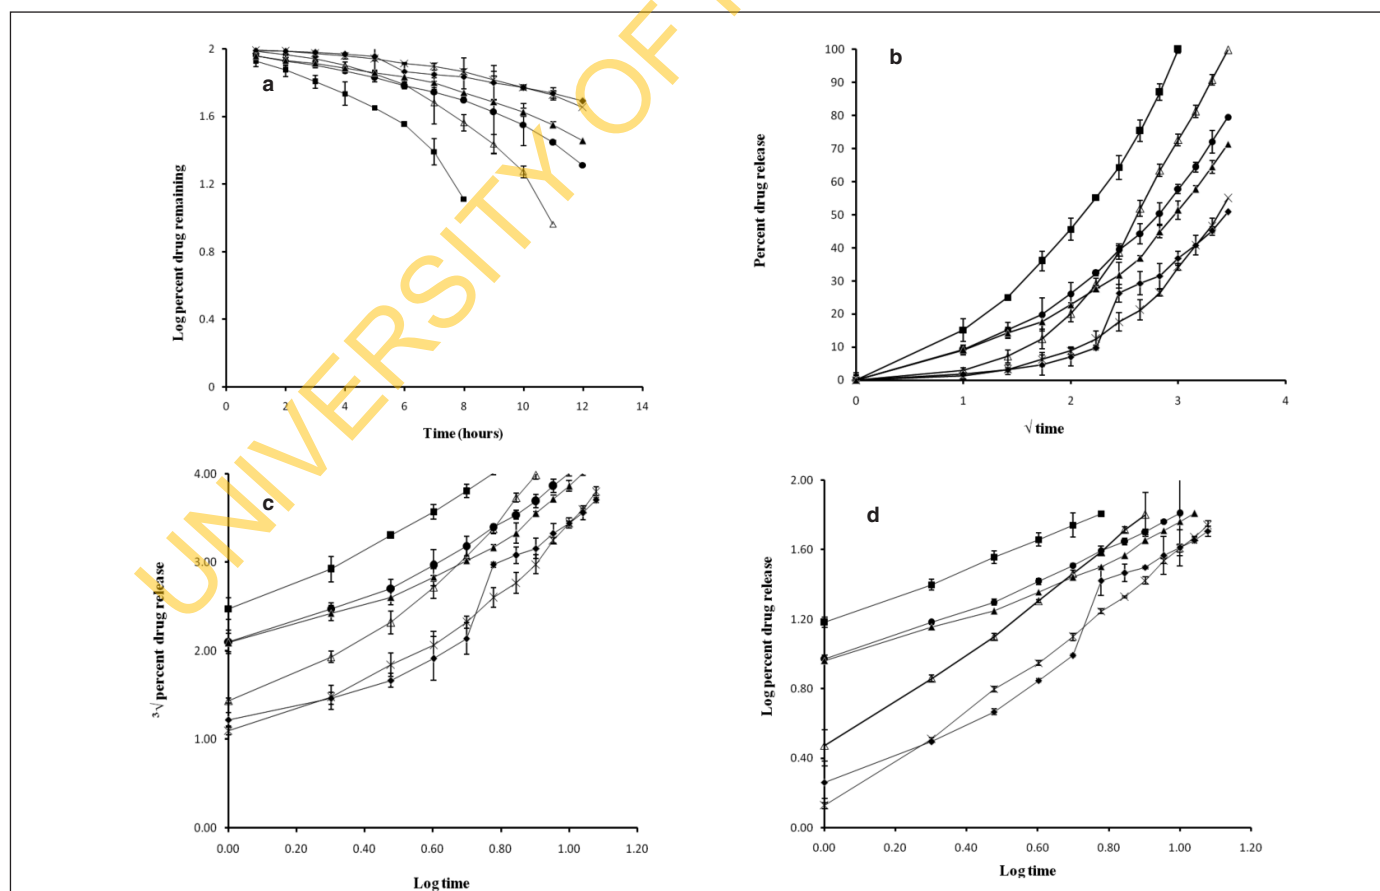 UNIVERSITY OF
a
2
1.6
1.2
0.8
0.4
0
0 2 4 6 8 10 12 14
Log percent drug remaining
Time (hours)
b
100
90
80
70
60
50
40
30
20
10
0
0 1 2 3 4
Percent drug release
√ time
c
4.00
3.00
2.00
1.00
0.00
0.00 0.20 0.40 0.60 0.80 1.00 1.20
³√ percent drug release
Log time
d
2.00
1.60
1.20
0.80
0.40
0.00
0.00 0.20 0.40 0.60 0.80 1.00 1.20
Log percent drug release
Log time